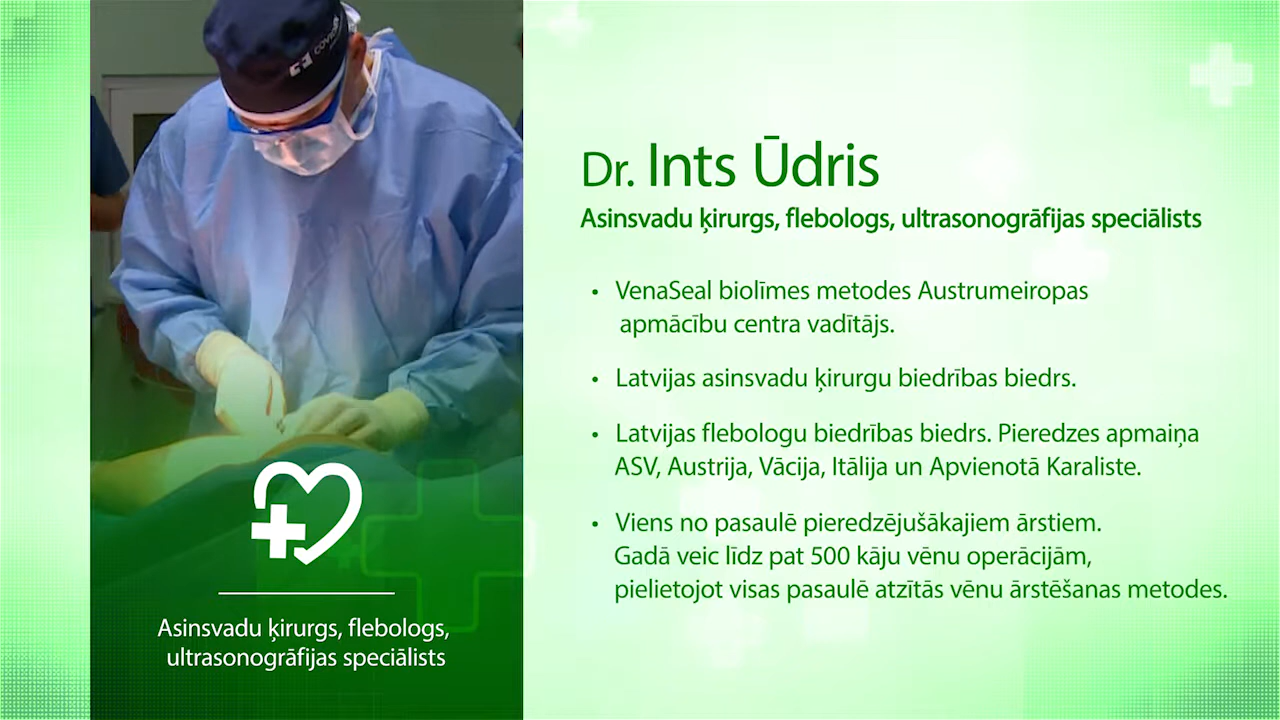 COVIDIEN
Dr. Ints Ūdris
Asinsvadu ķirurgs, flebologs, ultrasonogrāfijas speciālists
• VenaSeal biolīmes metodes Austrumeiropas
apmācību centra vadītājs.
• Latvijas asinsvadu ķirurgu biedrības biedrs.
• Latvijas flebologu biedrības biedrs. Pieredzes apmaiņa
ASV, Austrija, Vācija, Itālija un Apvienotā Karaliste.
• Viens no pasaulē pieredzējušākajiem ārstiem.
Gadā veic līdz pat 500 kāju vēnu operācijām,
pielietojot visas pasaulē atzītās vēnu ārstēšanas metodes.
Asinsvadu ķirurgs, flebologs,
ultrasonogrāfijas speciālists